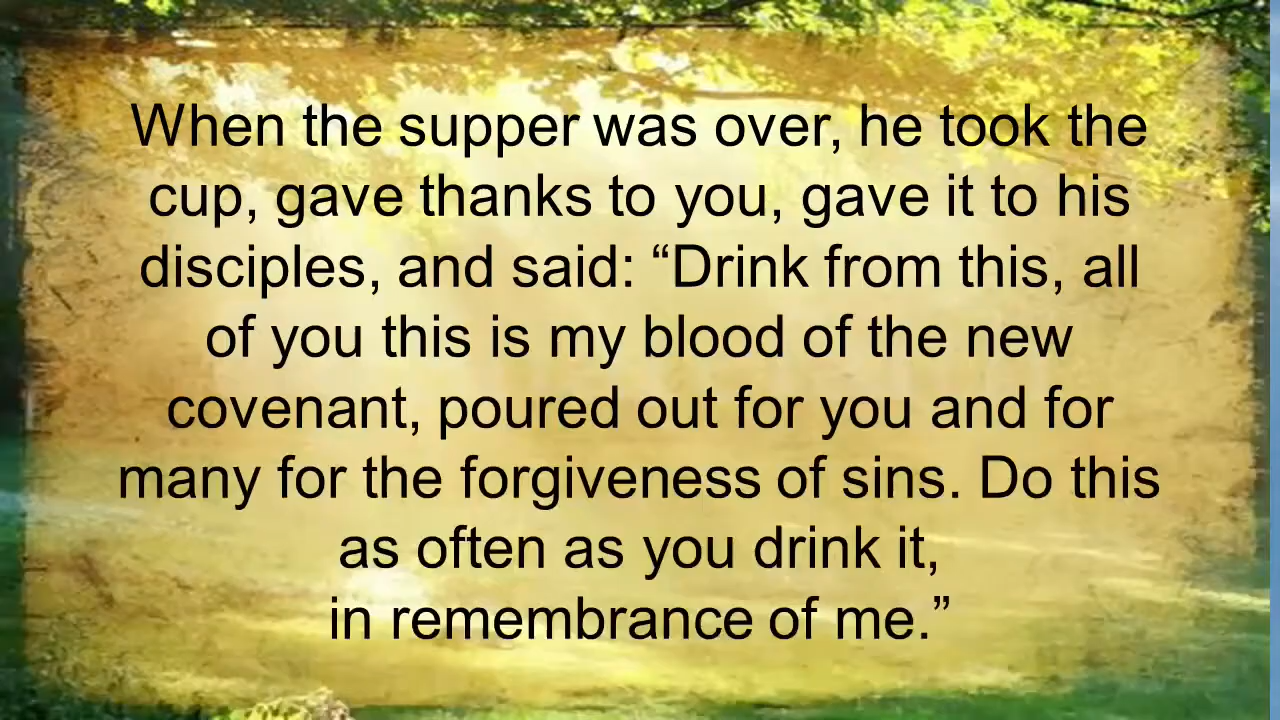 When the supper was over, he took the
cup, gave thanks to you, gave it to his
disciples, and said: “Drink from this, all
of you this is my blood of the new
covenant, poured out for you and for
many for the forgiveness of sins. Do this
as often as you drink it,
in remembrance of me.”